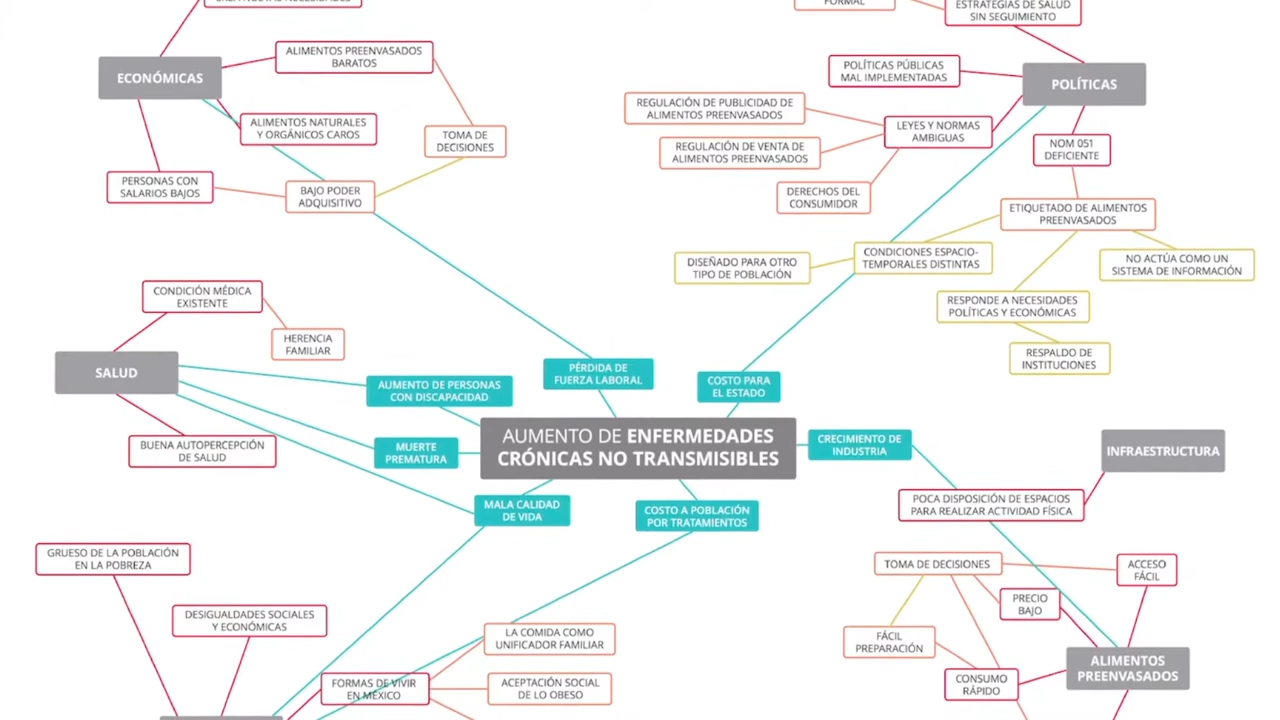 CREA NUEVAS NECESIDADES
FORMAL
ESTRATEGIAS DE SALUD
SIN SEGUIMIENTO
ECONÓMICAS
ALIMENTOS PREENVASADOS
BARATOS
ALIMENTOS NATURALES
Y ORGÁNICOS CAROS
TOMA DE
DECISIONES
PERSONAS CON
SALARIOS BAJOS
BAJO PODER
ADQUISITIVO
POLÍTICAS PÚBLICAS
MAL IMPLEMENTADAS
POLÍTICAS
REGULACIÓN DE PUBLICIDAD DE
ALIMENTOS PREENVASADOS
LEYES Y NORMAS
AMBIGUAS
REGULACIÓN DE VENTA DE
ALIMENTOS PREENVASADOS
NOM 051
DEFICIENTE
DERECHOS DEL
CONSUMIDOR
ETIQUETADO DE ALIMENTOS
PREENVASADOS
DISEÑADO PARA OTRO
TIPO DE POBLACIÓN
CONDICIONES ESPACIO-
TEMPORALES DISTINTAS
NO ACTÚA COMO UN
SISTEMA DE INFORMACIÓN
RESPONDE A NECESIDADES
POLÍTICAS Y ECONÓMICAS
RESPALDO DE
INSTITUCIONES
CONDICIÓN MÉDICA
EXISTENTE
HERENCIA
FAMILIAR
SALUD
BUENA AUTOPERCEPCIÓN
DE SALUD
AUMENTO DE PERSONAS
CON DISCAPACIDAD
PÉRDIDA DE
FUERZA LABORAL
COSTO PARA
EL ESTADO
MUERTE
PREMATURA
AUMENTO DE ENFERMEDADES
CRÓNICAS NO TRANSMISIBLES
CRECIMIENTO DE
INDUSTRIA
MALA CALIDAD
DE VIDA
COSTO A POBLACIÓN
POR TRATAMIENTOS
INFRAESTRUCTURA
POCA DISPOSICIÓN DE ESPACIOS
PARA REALIZAR ACTIVIDAD FÍSICA
GRUESO DE LA POBLACIÓN
EN LA POBREZA
DESIGUALDADES SOCIALES
Y ECONÓMICAS
LA COMIDA COMO
UNIFICADOR FAMILIAR
FORMAS DE VIVIR
EN MÉXICO
ACEPTACIÓN SOCIAL
DE LO OBESO
TOMA DE DECISIONES
ACCESO
FÁCIL
PRECIO
BAJO
FÁCIL
PREPARACIÓN
ALIMENTOS
PREENVASADOS
CONSUMO
RÁPIDO